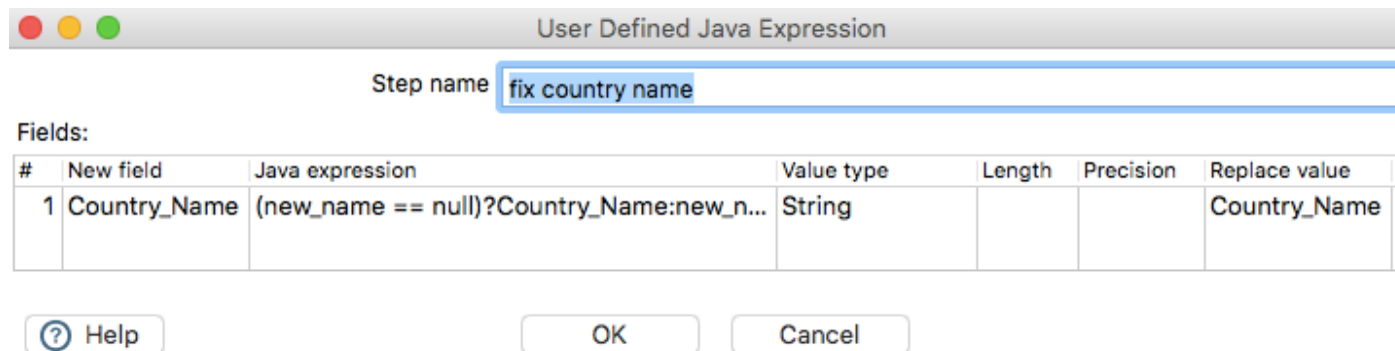 User Defined Java Expression
Step name fix country name
Fields:
# New field Java expression Value type Length Precision Replace value
1 Country_Name (new_name == null)?Country_Name:new_n... String Country_Name
? Help OK Cancel